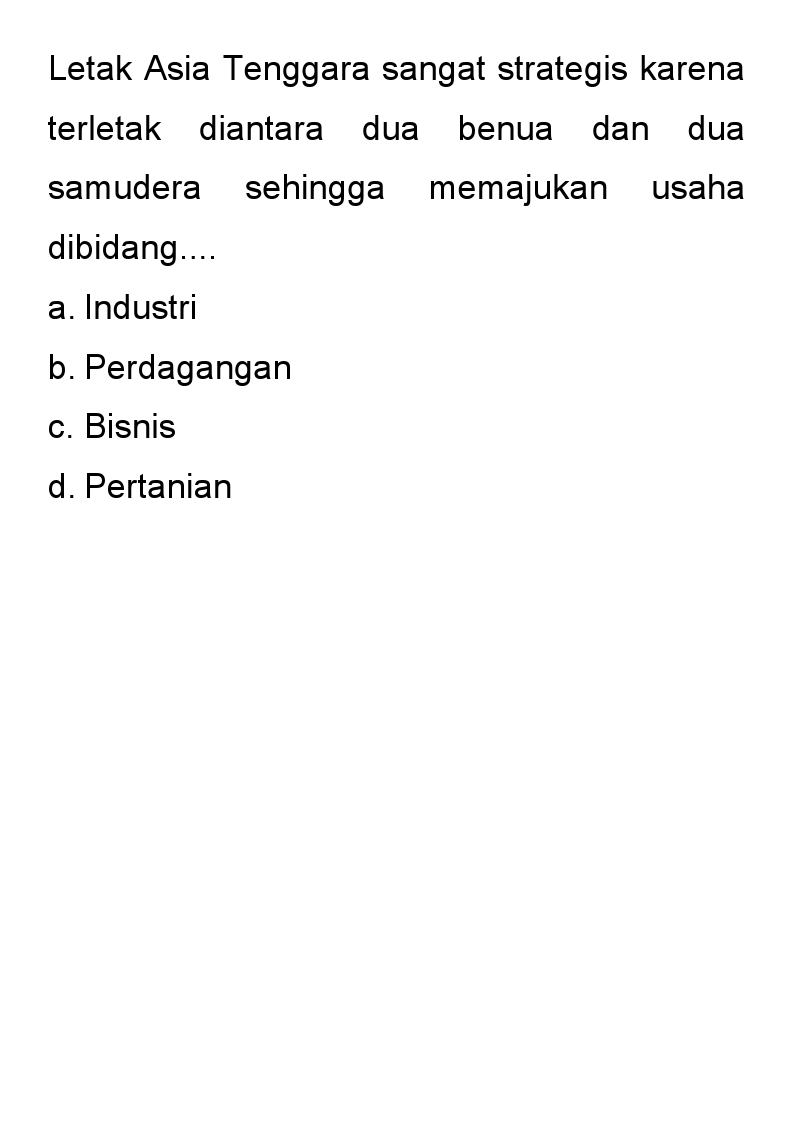 Letak Asia Tenggara sangat strategis karena
terletak diantara dua benua dan dua
samudera sehingga memajukan usaha
dibidang....
a. Industri
b. Perdagangan
c. Bisnis
d. Pertanian